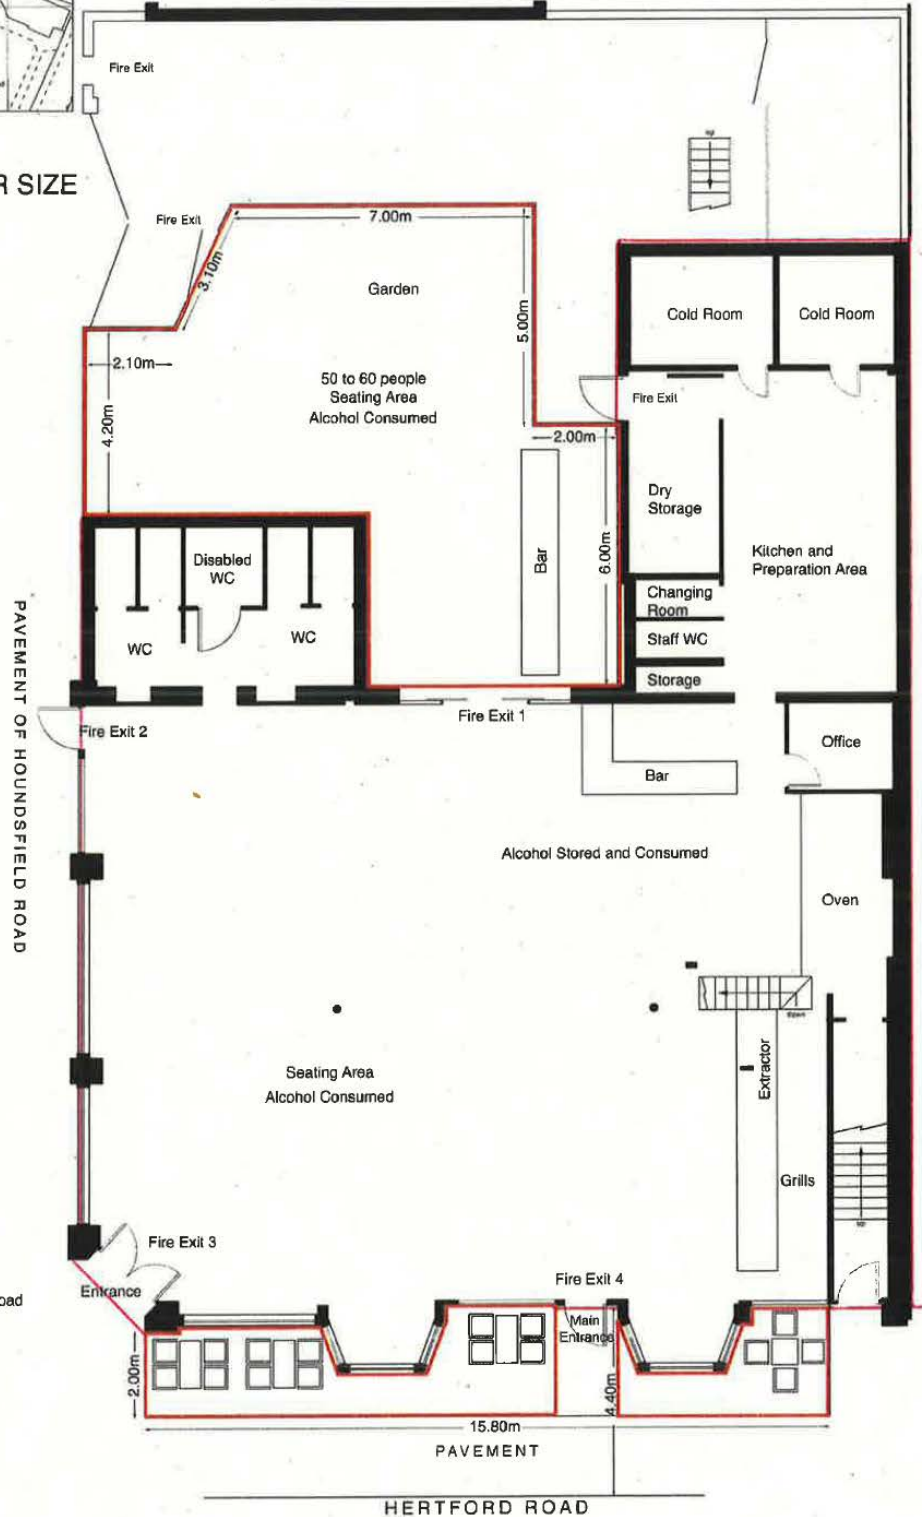 Fire Exit
R SIZE
up
Fire Exit
7.00m
3.10m
Garden
5.00m
Cold Room
Cold Room
2.10m
4.20m
50 to 60 people
Seating Area
Alcohol Consumed
Fire Exit
2.00m
Dry
Storage
Bar
6.00m
Disabled
WC
Kitchen and
Preparation Area
Changing
Room
WC
WC
Staff WC
Storage
PAVEMENT OF HOUNDSFIELD ROAD
Fire Exit 1
Fire Exit 2
Office
Bar
Alcohol Stored and Consumed
Oven
Down
Extractor
Seating Area
Alcohol Consumed
Grills
up
Fire Exit 3
Fire Exit 4
Entrance
oad
Main
Entrance
2.00m
4.40m
15.80m
PAVEMENT
HERTFORD ROAD